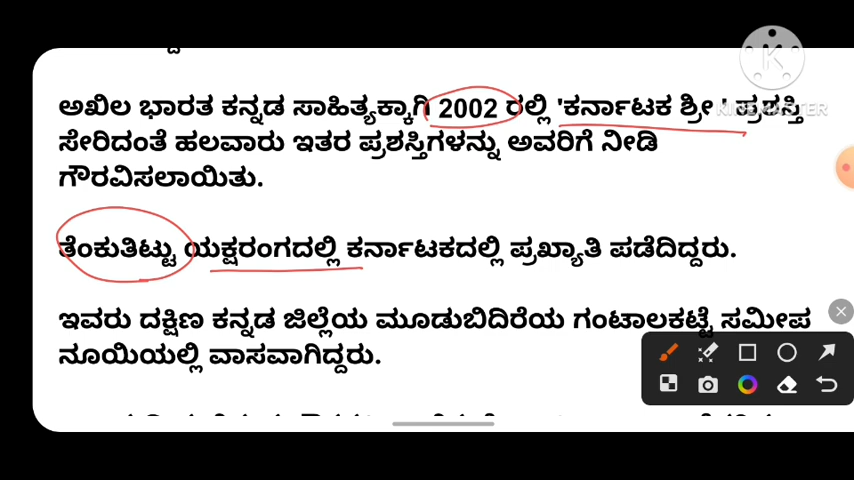 ಅಖಿಲ ಭಾರತ ಕನ್ನಡ ಸಾಹಿತ್ಯಕ್ಕಾಗಿ 2002 ರಲ್ಲಿ 'ಕರ್ನಾಟಕ ಶ್ರೀ ' ಪ್ರಶಸ್ತಿ
ಸೇರಿದಂತೆ ಹಲವಾರು ಇತರ ಪ್ರಶಸ್ತಿಗಳನ್ನು ಅವರಿಗೆ ನೀಡಿ
ಗೌರವಿಸಲಾಯಿತು.
ತೆಂಕುತಿಟ್ಟು ಯಕ್ಷರಂಗದಲ್ಲಿ ಕರ್ನಾಟಕದಲ್ಲಿ ಪ್ರಖ್ಯಾತಿ ಪಡೆದಿದ್ದರು.
ಇವರು ದಕ್ಷಿಣ ಕನ್ನಡ ಜಿಲ್ಲೆಯ ಮೂಡುಬಿದಿರೆಯ ಗಂಟಾಲಕಟ್ಟೆ ಸಮೀಪ
ನೂಯಿಯಲ್ಲಿ ವಾಸವಾಗಿದ್ದರು.
KINEMASTER